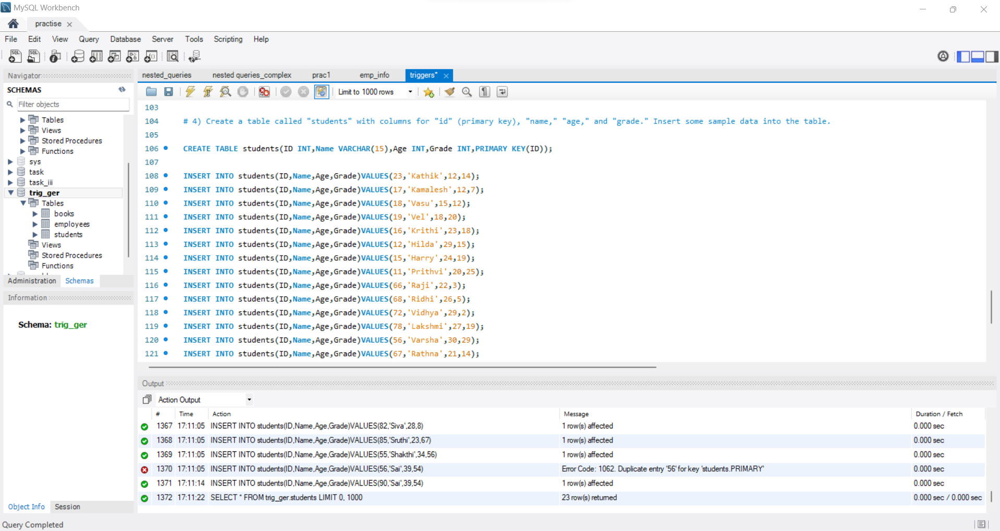 MySQL Workbench
practise
File Edit View Query Database Server Tools Scripting Help
Navigator
SCHEMAS
Filter objects
Tables
Views
Stored Procedures
Functions
sys
task
task_iii
trig_ger
Tables
books
employees
students
Views
Stored Procedures
Functions
Administration Schemas
Information
Schema: trig_ger
Object Info Session
nested_queries nested queries_complex prac1 emp_info triggers*
Limit to 1000 rows
103
104 # 4) Create a table called "students" with columns for "id" (primary key), "name," "age," and "grade." Insert some sample data into the table.
105
106 CREATE TABLE students(ID INT,Name VARCHAR(15),Age INT,Grade INT,PRIMARY KEY(ID));
107
108 INSERT INTO students(ID,Name,Age,Grade)VALUES(23,'Kathik',12,14);
109 INSERT INTO students(ID,Name,Age,Grade)VALUES(17,'Kamalesh',12,7);
110 INSERT INTO students(ID,Name,Age,Grade)VALUES(18,'Vasu',15,12);
111 INSERT INTO students(ID,Name,Age,Grade)VALUES(19,'Vel',18,20);
112 INSERT INTO students(ID,Name,Age,Grade)VALUES(16,'Krithi',23,18);
113 INSERT INTO students(ID,Name,Age,Grade)VALUES(12,'Hilda',29,15);
114 INSERT INTO students(ID,Name,Age,Grade)VALUES(15,'Harry',24,19);
115 INSERT INTO students(ID,Name,Age,Grade)VALUES(11,'Prithvi',20,25);
116 INSERT INTO students(ID,Name,Age,Grade)VALUES(66,'Raji',22,3);
117 INSERT INTO students(ID,Name,Age,Grade)VALUES(68,'Ridhi',26,5);
118 INSERT INTO students(ID,Name,Age,Grade)VALUES(72,'Vidhya',29,2);
119 INSERT INTO students(ID,Name,Age,Grade)VALUES(78,'Lakshmi',27,19);
120 INSERT INTO students(ID,Name,Age,Grade)VALUES(56,'Varsha',30,29);
121 INSERT INTO students(ID,Name,Age,Grade)VALUES(67,'Rathna',21,14);
Output
Action Output
# Time Action Message Duration / Fetch
1367 17:11:05 INSERT INTO students(ID,Name,Age,Grade)VALUES(82,'Siva',28,8) 1 row(s) affected 0.000 sec
1368 17:11:05 INSERT INTO students(ID,Name,Age,Grade)VALUES(85,'Sruthi',23,67) 1 row(s) affected 0.000 sec
1369 17:11:05 INSERT INTO students(ID,Name,Age,Grade)VALUES(55,'Shakthi',34,56) 1 row(s) affected 0.000 sec
1370 17:11:05 INSERT INTO students(ID,Name,Age,Grade)VALUES(56,'Sai',39,54) Error Code: 1062. Duplicate entry '56' for key 'students.PRIMARY' 0.000 sec
1371 17:11:14 INSERT INTO students(ID,Name,Age,Grade)VALUES(90,'Sai',39,54) 1 row(s) affected 0.000 sec
1372 17:11:22 SELECT * FROM trig_ger.students LIMIT 0, 1000 23 row(s) returned 0.000 sec / 0.000 sec
Query Completed